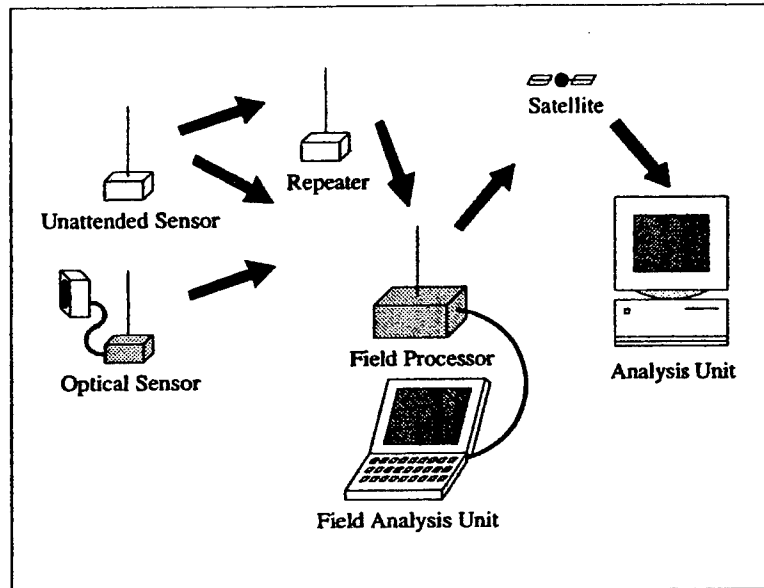 Satellite
Repeater
Unattended Sensor
Field Processor
Optical Sensor
Analysis Unit
Field Analysis Unit